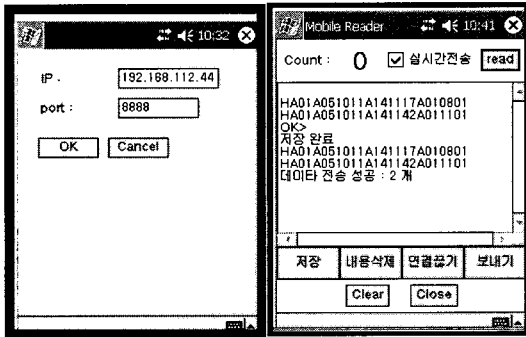 10:32
IP :
192.168.112.44
port :
8888
OK
Cancel
Mobile Reader
10:41
Count :
0
실시간전송
read
HA01A051011A141117A010801
HA01A051011A141142A011101
OK>
저장 완료
HA01A051011A141117A010801
HA01A051011A141142A011101
데이타 전송 성공 : 2 개
저장
내용삭제
연결끊기
보내기
Clear
Close